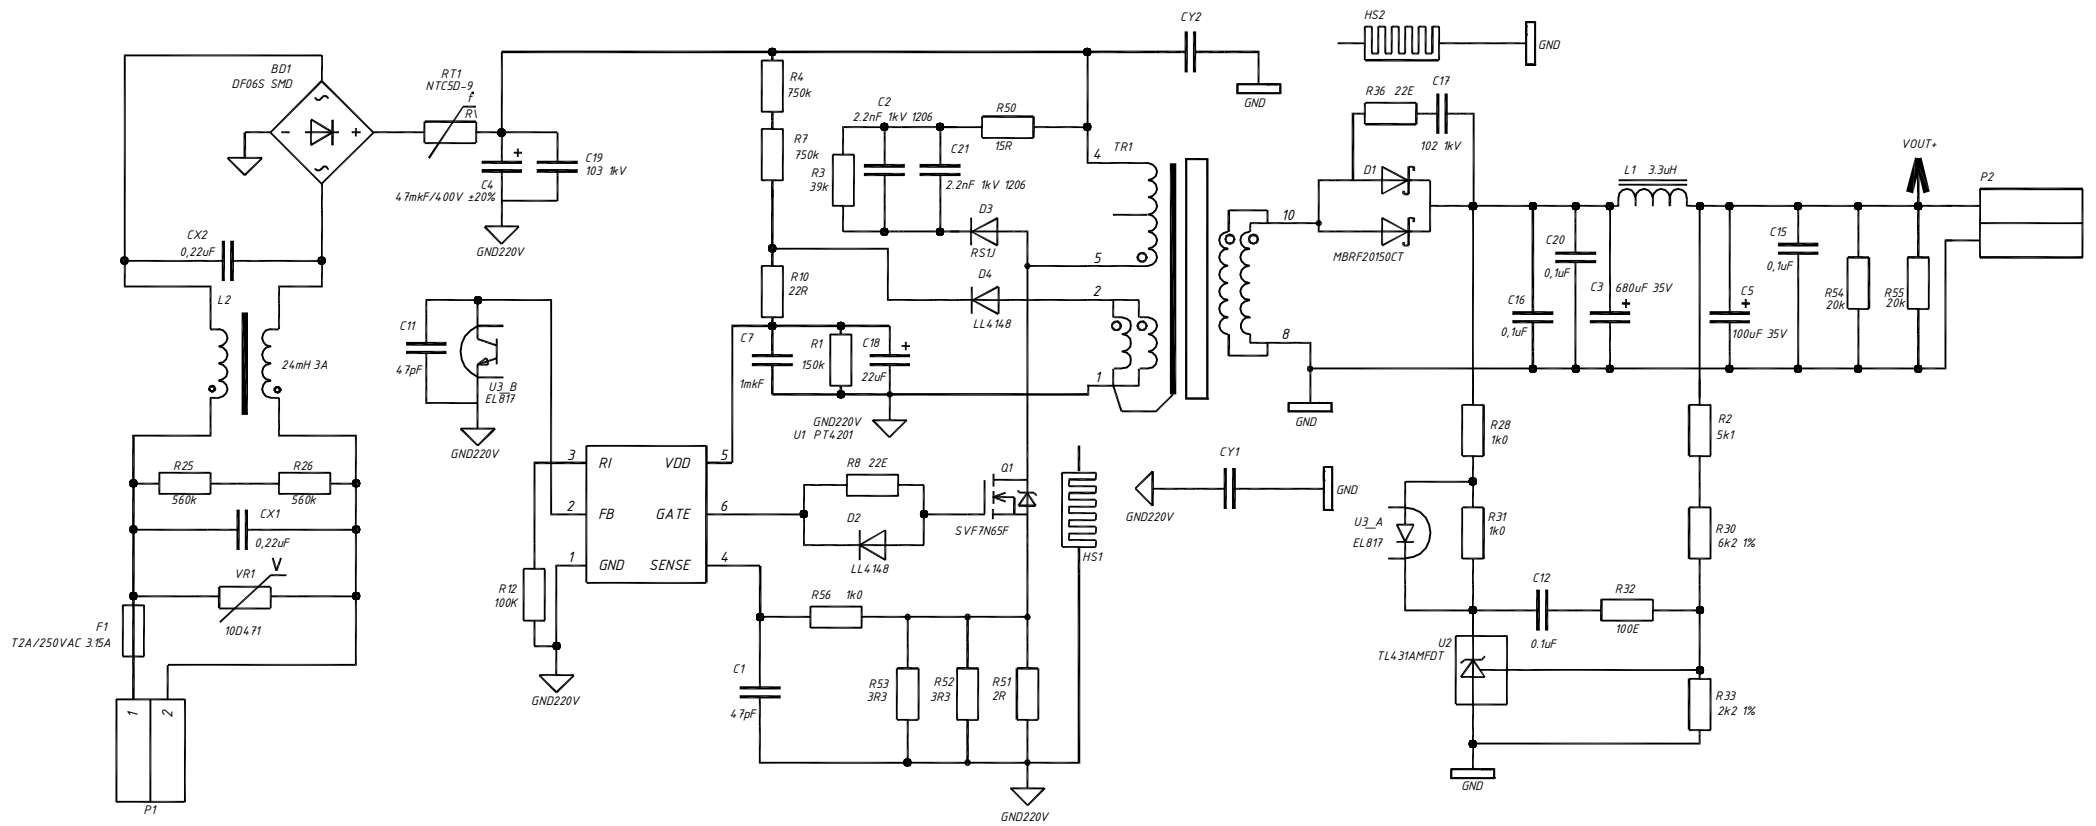 BD1
DF06S SMD
RT1
NTC5D-9
f
R\
C4
47mkF/400V ±20%
C19
103 1kV
GND220V
CX2
0,22uF
L2
24mH 3A
R25
560k
R26
560k
CX1
0,22uF
VR1
V
10D471
F1
T2A/250VAC 3.15A
1
2
P1
C11
47pF
U3_B
EL817
GND220V
R4
750k
R7
750k
R10
22R
C2
2.2nF 1kV 1206
R3
39k
C21
2.2nF 1kV 1206
R50
15R
D3
RS1J
D4
LL4148
C7
1mkF
R1
150k
C18
22uF
GND220V
U1 PT4201
3
RI
2
FB
1
GND
VDD
5
GATE
6
SENSE
4
R12
100K
GND220V
R8 22E
D2
LL4148
Q1
SVF7N65F
HS1
R56 1k0
C1
47pF
R53
3R3
R52
3R3
R51
2R
GND220V
CY2
GND
TR1
4
5
2
1
10
8
GND
CY1
GND220V
GND
HS2
GND
R36 22E
C17
102 1kV
D1
MBRF20150CT
C16
0,1uF
C20
0,1uF
C3
680uF 35V
L1 3.3uH
C5
100uF 35V
C15
0,1uF
R54
20k
R55
20k
VOUT+
P2
R28
1k0
R31
1k0
U3_A
EL817
C12
0.1uF
R32
100E
R2
5k1
R30
6k2 1%
R33
2k2 1%
U2
TL431AMFDT
GND